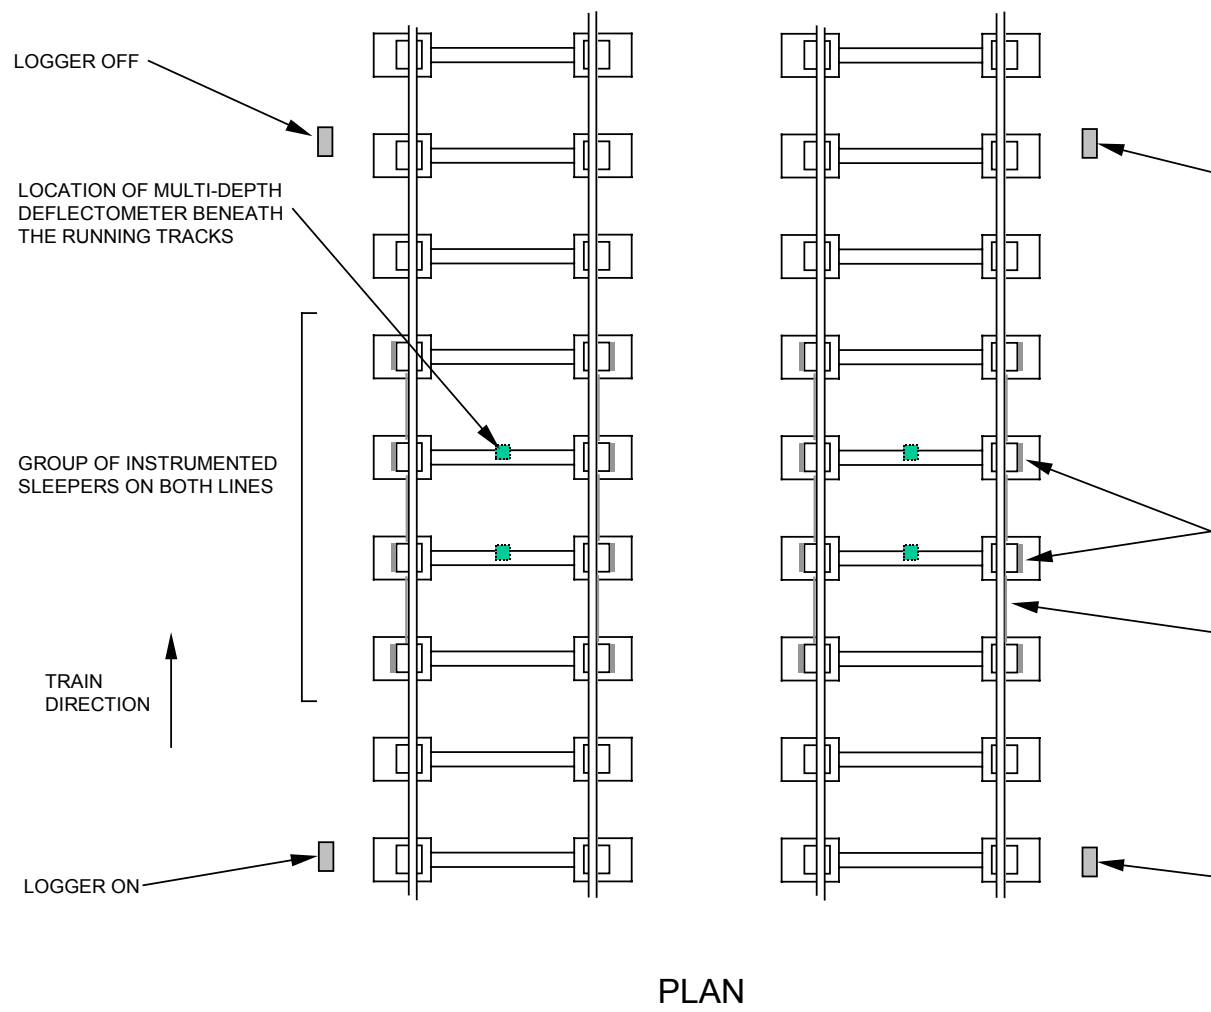 LOGGER OFF
LOCATION OF MULTI-DEPTH
DEFLECTOMETER BENEATH
THE RUNNING TRACKS
GROUP OF INSTRUMENTED
SLEEPERS ON BOTH LINES
TRAIN
DIRECTION
LOGGER ON
PLAN